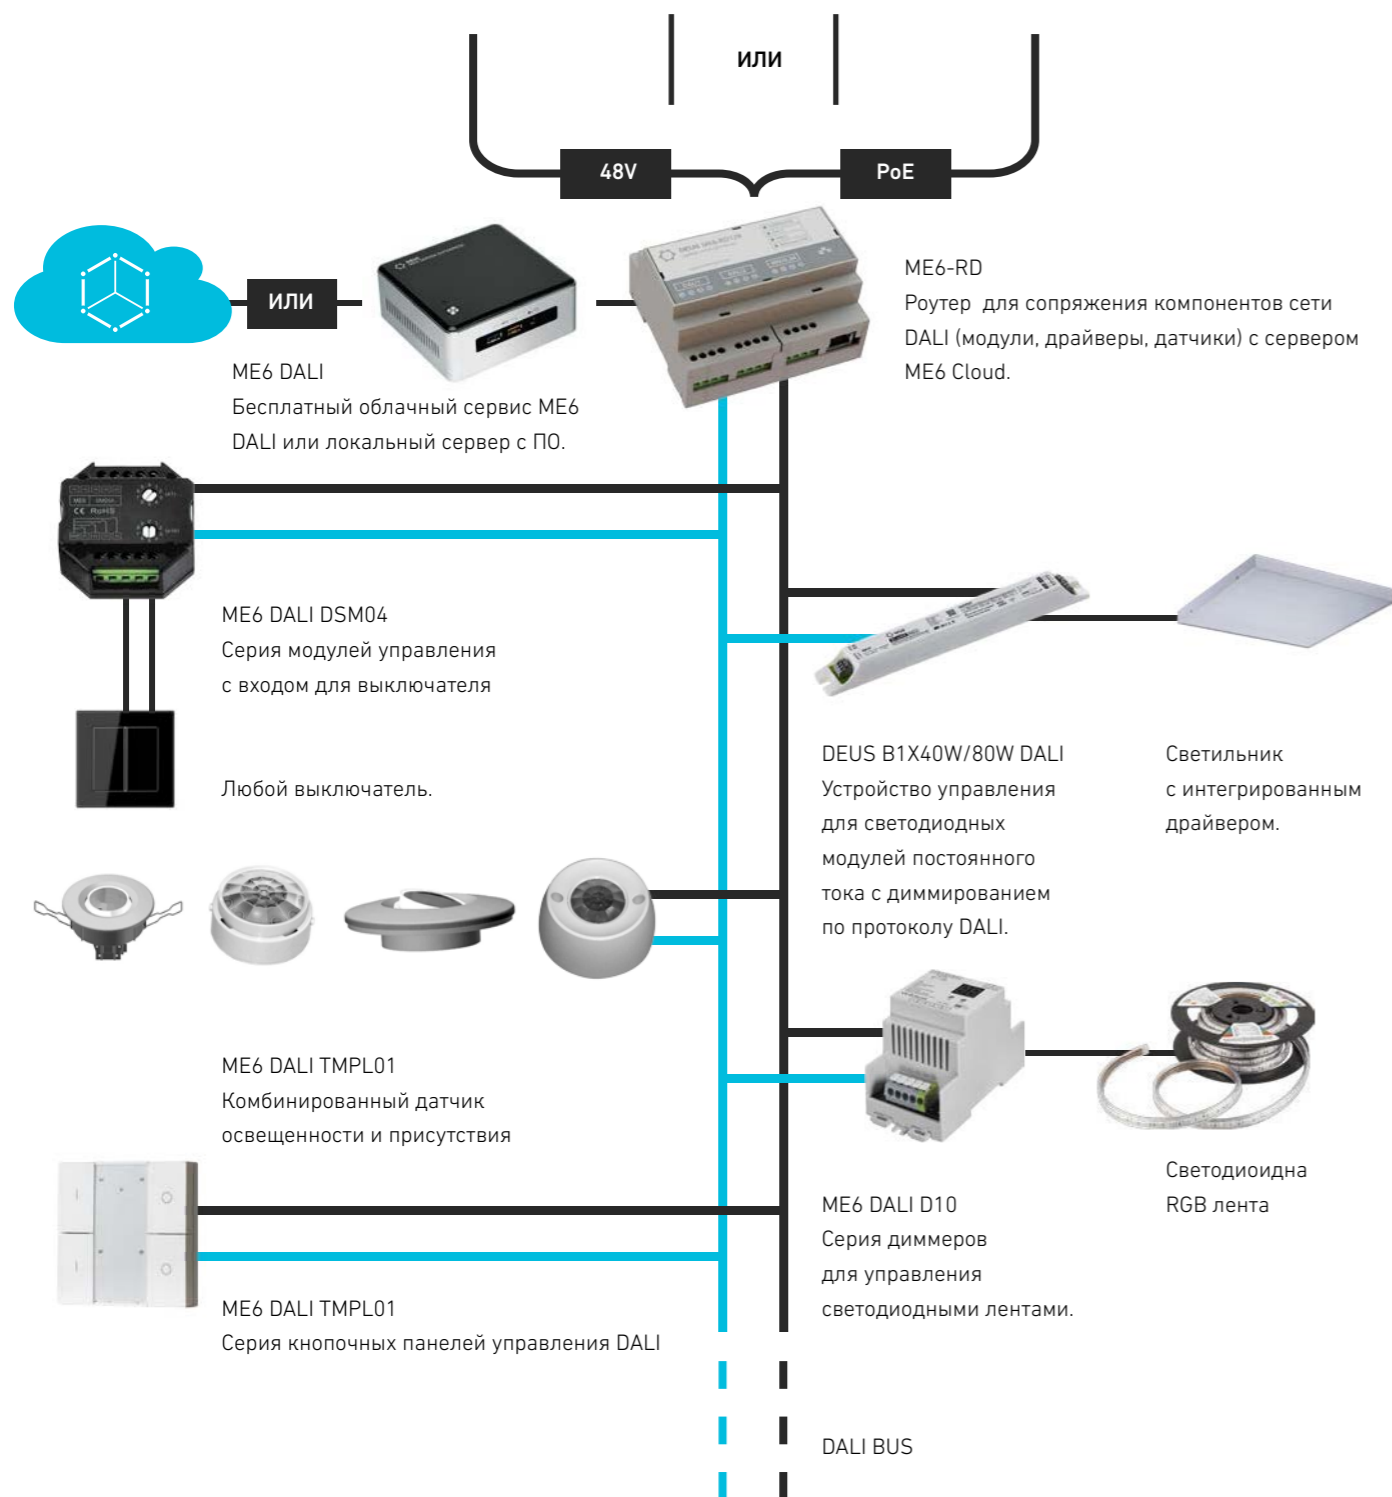 ИЛИ
48V
PoE
ИЛИ
ME6-RD
Роутер для сопряжения компонентов сети
DALI (модули, драйверы, датчики) с сервером
ME6 Cloud.
ME6 DALI
Бесплатный облачный сервис ME6
DALI или локальный сервер с ПО.
CE RoHS
ME6 DALI DSM04
Серия модулей управления
с входом для выключателя
Любой выключатель.
DEUS B1X40W/80W DALI
Устройство управления
для светодиодных
модулей постоянного
тока с диммированием
по протоколу DALI.
Светильник
с интегрированным
драйвером.
ME6 DALI TMPL01
Комбинированный датчик
освещенности и присутствия
Светодиоидна
RGB лента
ME6 DALI D10
Серия диммеров
для управления
светодиодными лентами.
ME6 DALI TMPL01
Серия кнопочных панелей управления DALI
DALI BUS